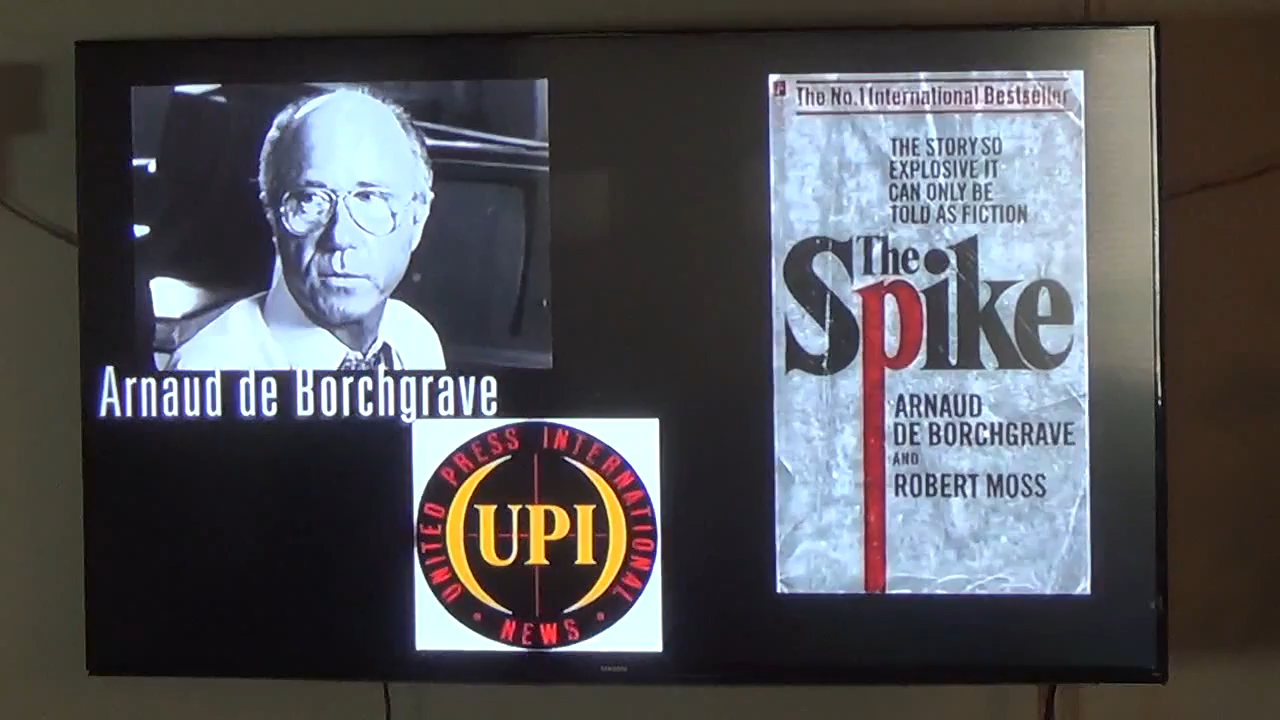 Arnaud de Borchgrave
UNITED PRESS INTERNATIONAL
UPI
NEWS
The No.1 International Bestseller
THE STORY SO
EXPLOSIVE IT
CAN ONLY BE
TOLD AS FICTION
The
Spike
ARNAUD
DE BORCHGRAVE
AND
ROBERT MOSS
SAMSUNG